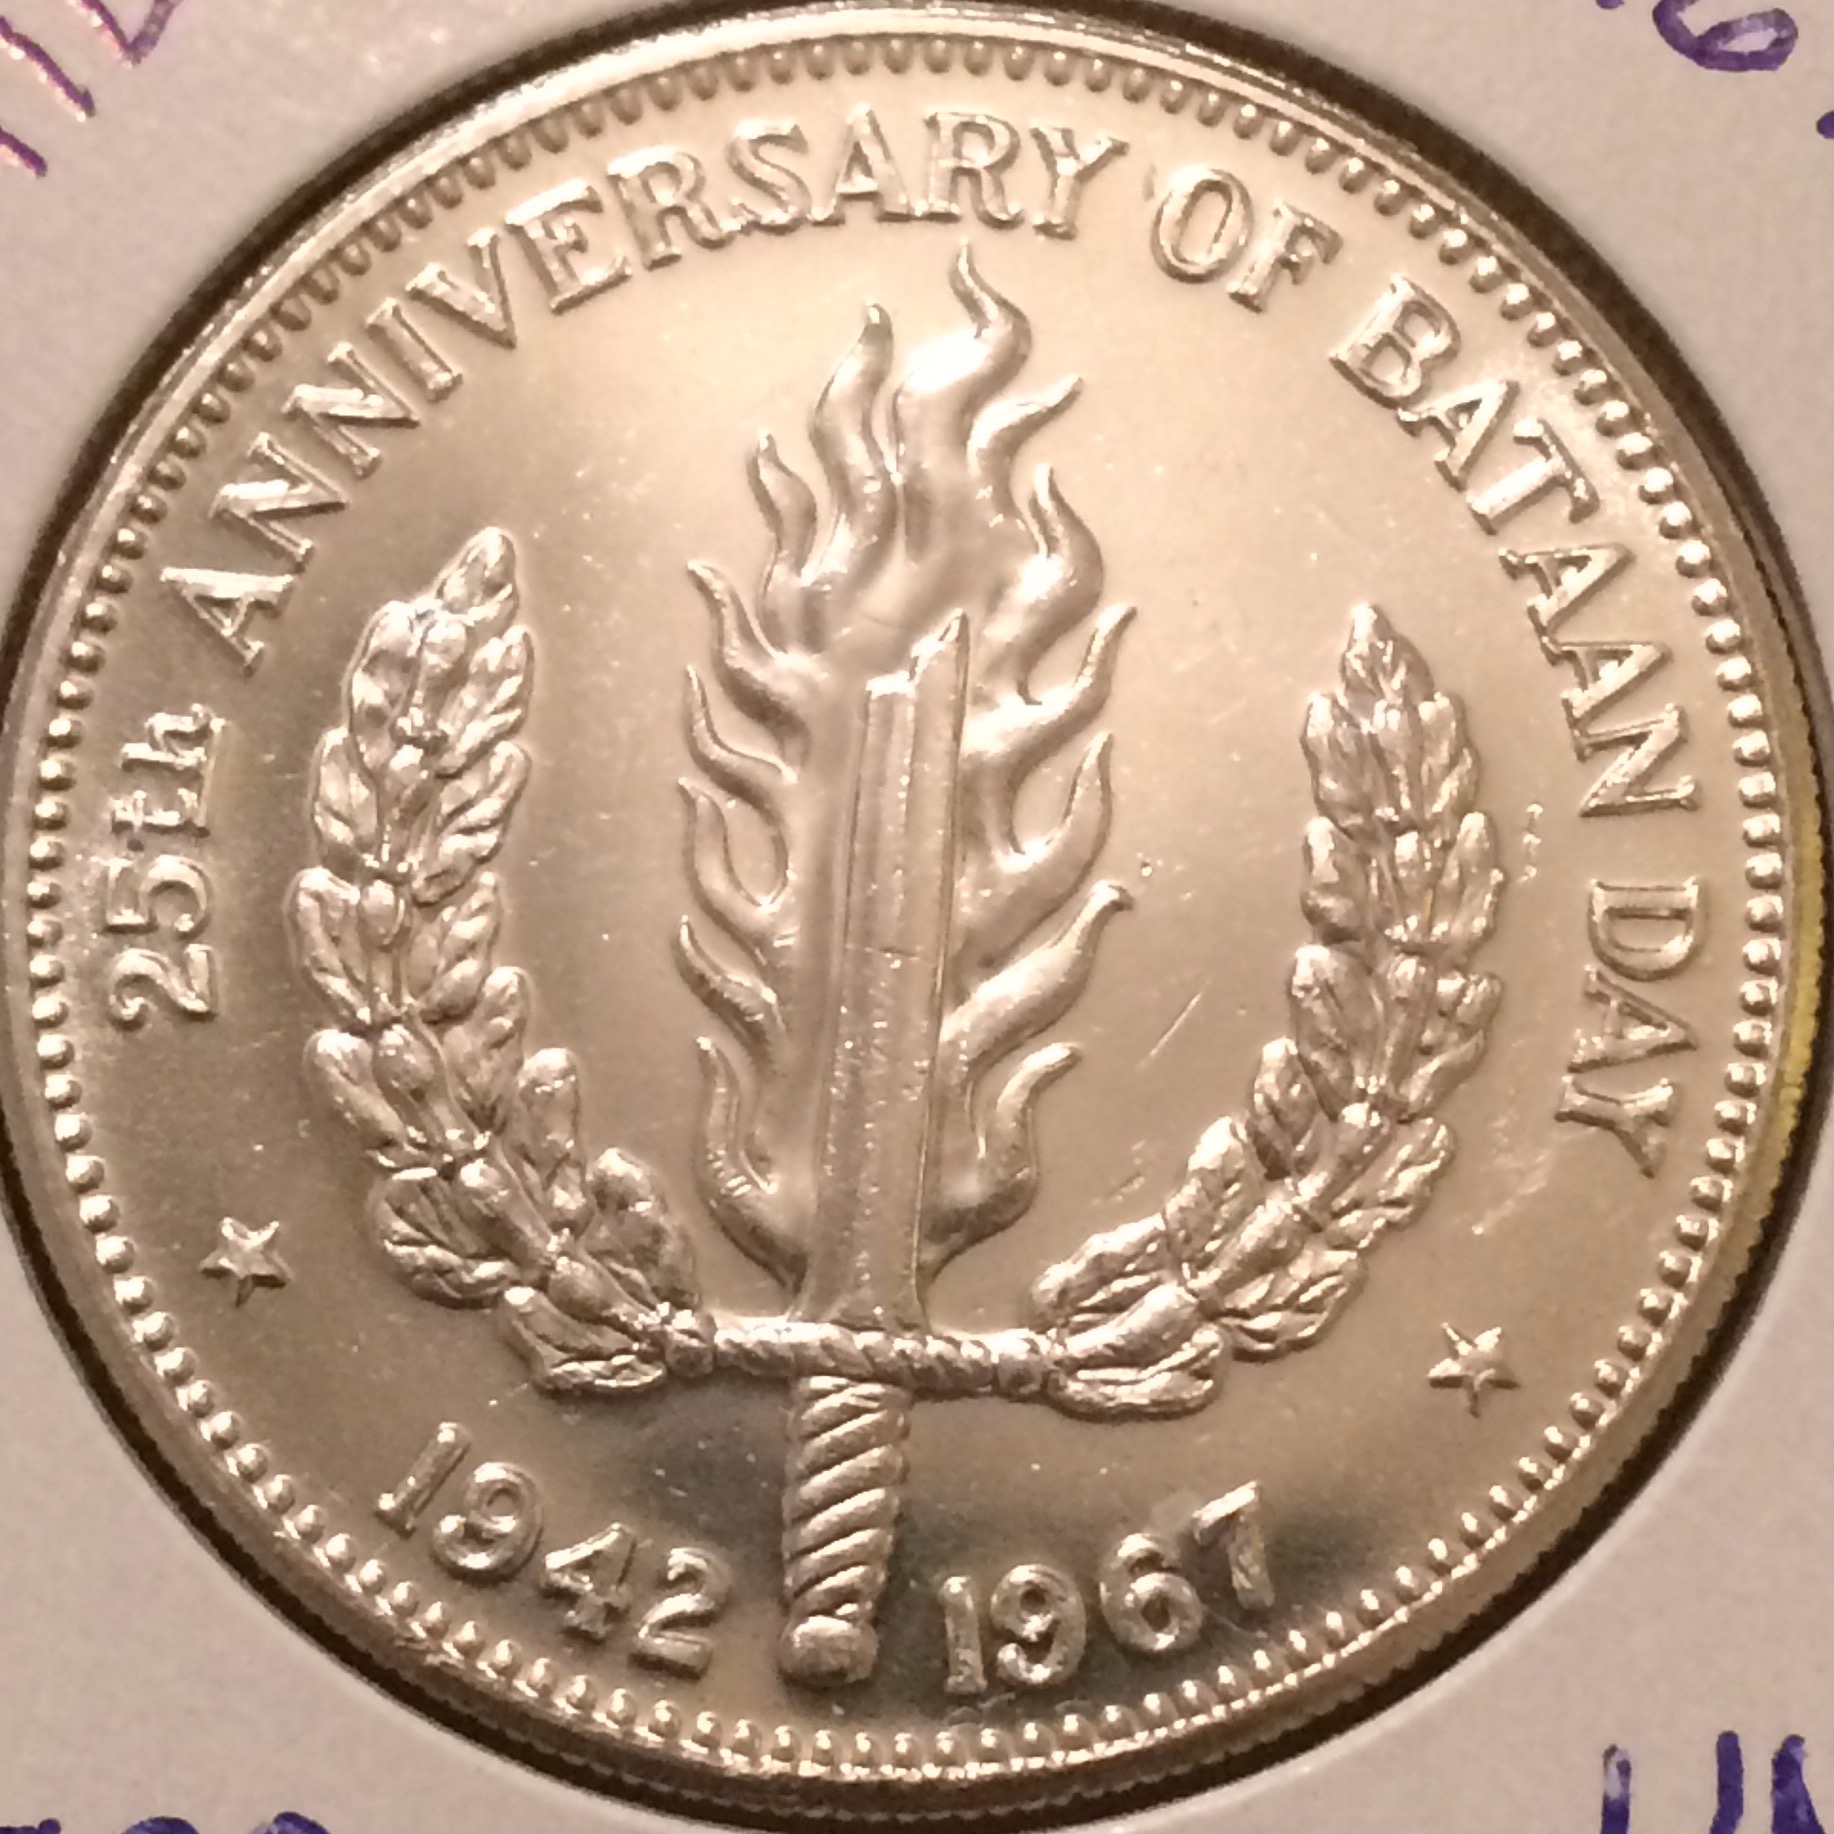 25th ANNIVERSARY OF BATAAN DAY
1942 1967